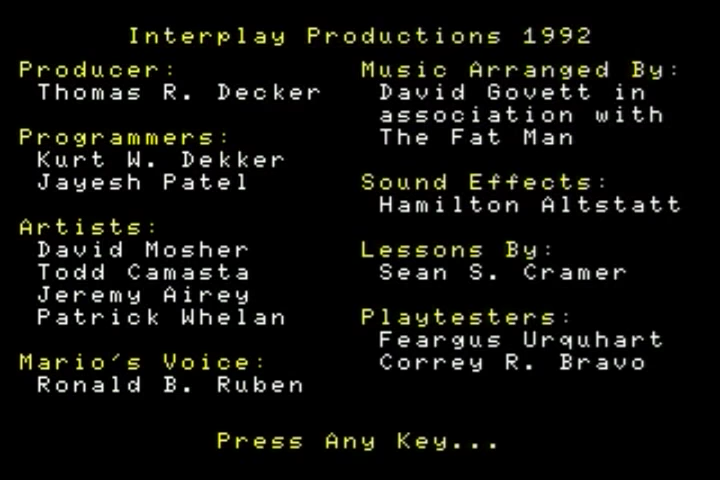 Interplay Productions 1992
Producer:
Thomas R. Decker
Programmers:
Kurt W. Dekker
Jayesh Patel
Artists:
David Mosher
Todd Camasta
Jeremy Airey
Patrick Whelan
Mario's Voice:
Ronald B. Ruben
Music Arranged By:
David Govett in
association with
The Fat Man
Sound Effects:
Hamilton Altstatt
Lessons By:
Sean S. Cramer
Playtesters:
Feargus Urquhart
Correy R. Bravo
Press Any Key...